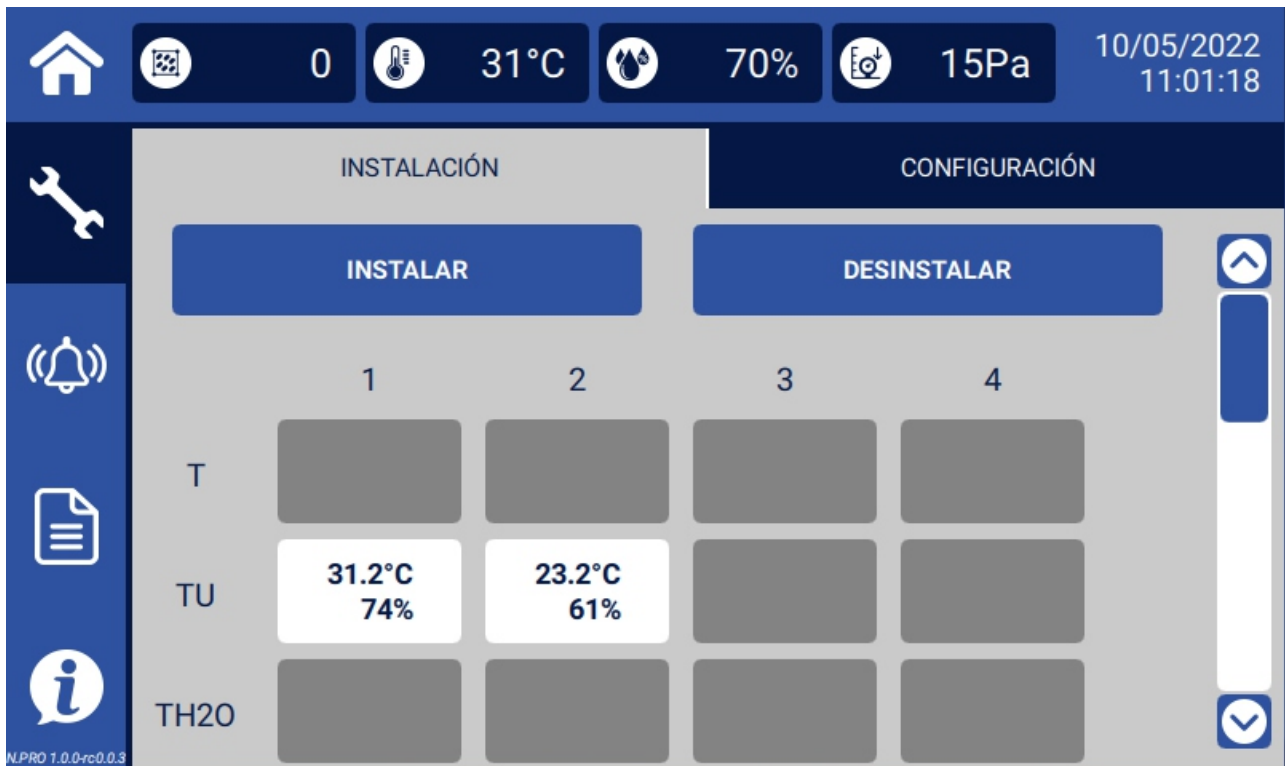 0
31°C
70%
15Pa
10/05/2022
11:01:18
INSTALACIÓN
CONFIGURACIÓN
INSTALAR
DESINSTALAR
1 2 3 4
T
TU
31.2°C
74%
23.2°C
61%
TH2O
N.PRO 1.0.0-rc0.0.3